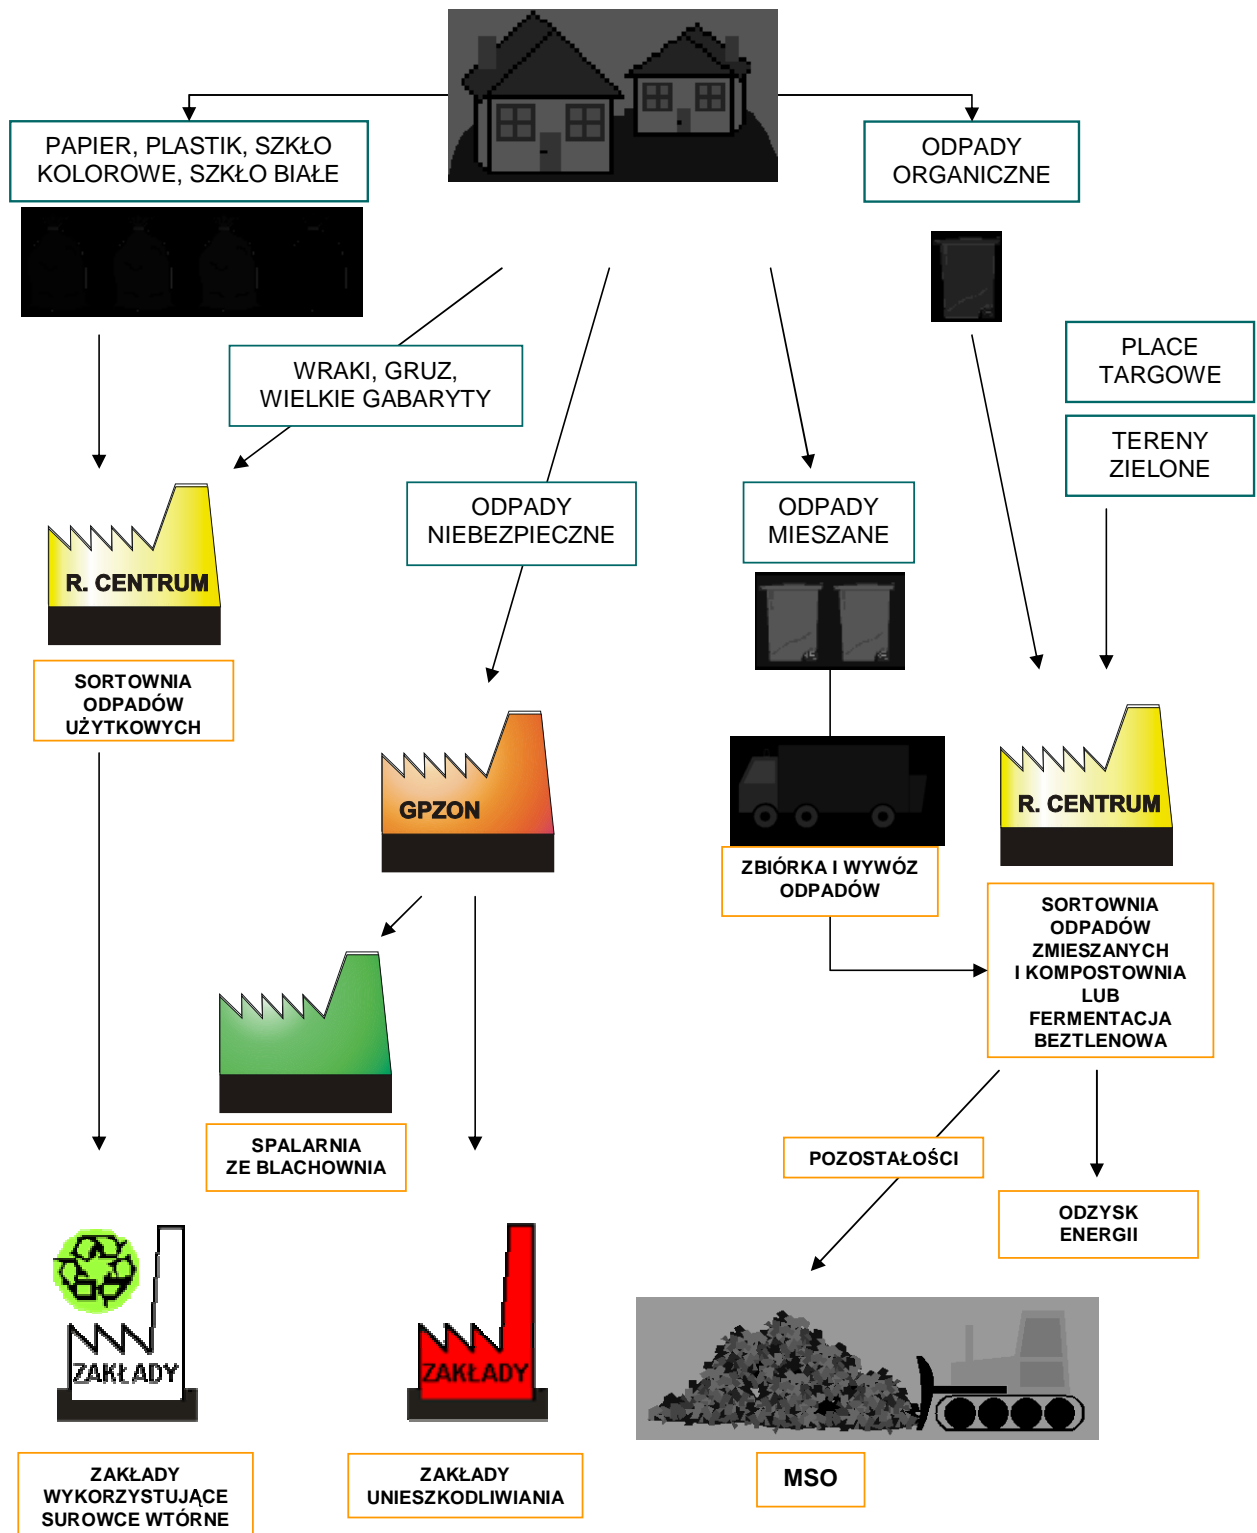 PAPIER, PLASTIK, SZKŁO
KOLOROWE, SZKŁO BIAŁE
ODPADY
ORGANICZNE
WRAKI, GRUZ,
WIELKIE GABARYTY
PLACE
TARGOWE
TERENY
ZIELONE
ODPADY
NIEBEZPIECZNE
ODPADY
MIESZANE
R. CENTRUM
SORTOWNIA
ODPADÓW
UŻYTKOWYCH
GPZON
R. CENTRUM
ZBIÓRKA I WYWÓZ
ODPADÓW
SORTOWNIA
ODPADÓW
ZMIESZANYCH
I KOMPOSTOWNIA
LUB
FERMENTACJA
BEZTLENOWA
SPALARNIA
ZE BLACHOWNIA
POZOSTAŁOŚCI
ODZYSK
ENERGII
ZAKŁADY
ZAKŁADY
ZAKŁADY
WYKORZYSTUJĄCE
SUROWCE WTÓRNE
ZAKŁADY
UNIESZKODLIWIANIA
MSO